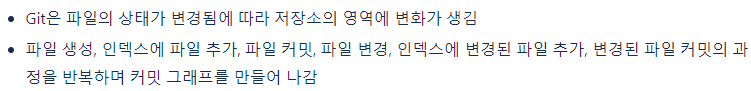 • Git은 파일의 상태가 변경됨에 따라 저장소의 영역에 변화가 생김
• 파일 생성, 인덱스에 파일 추가, 파일 커밋, 파일 변경, 인덱스에 변경된 파일 추가, 변경된 파일 커밋의 과
정을 반복하며 커밋 그래프를 만들어 나감